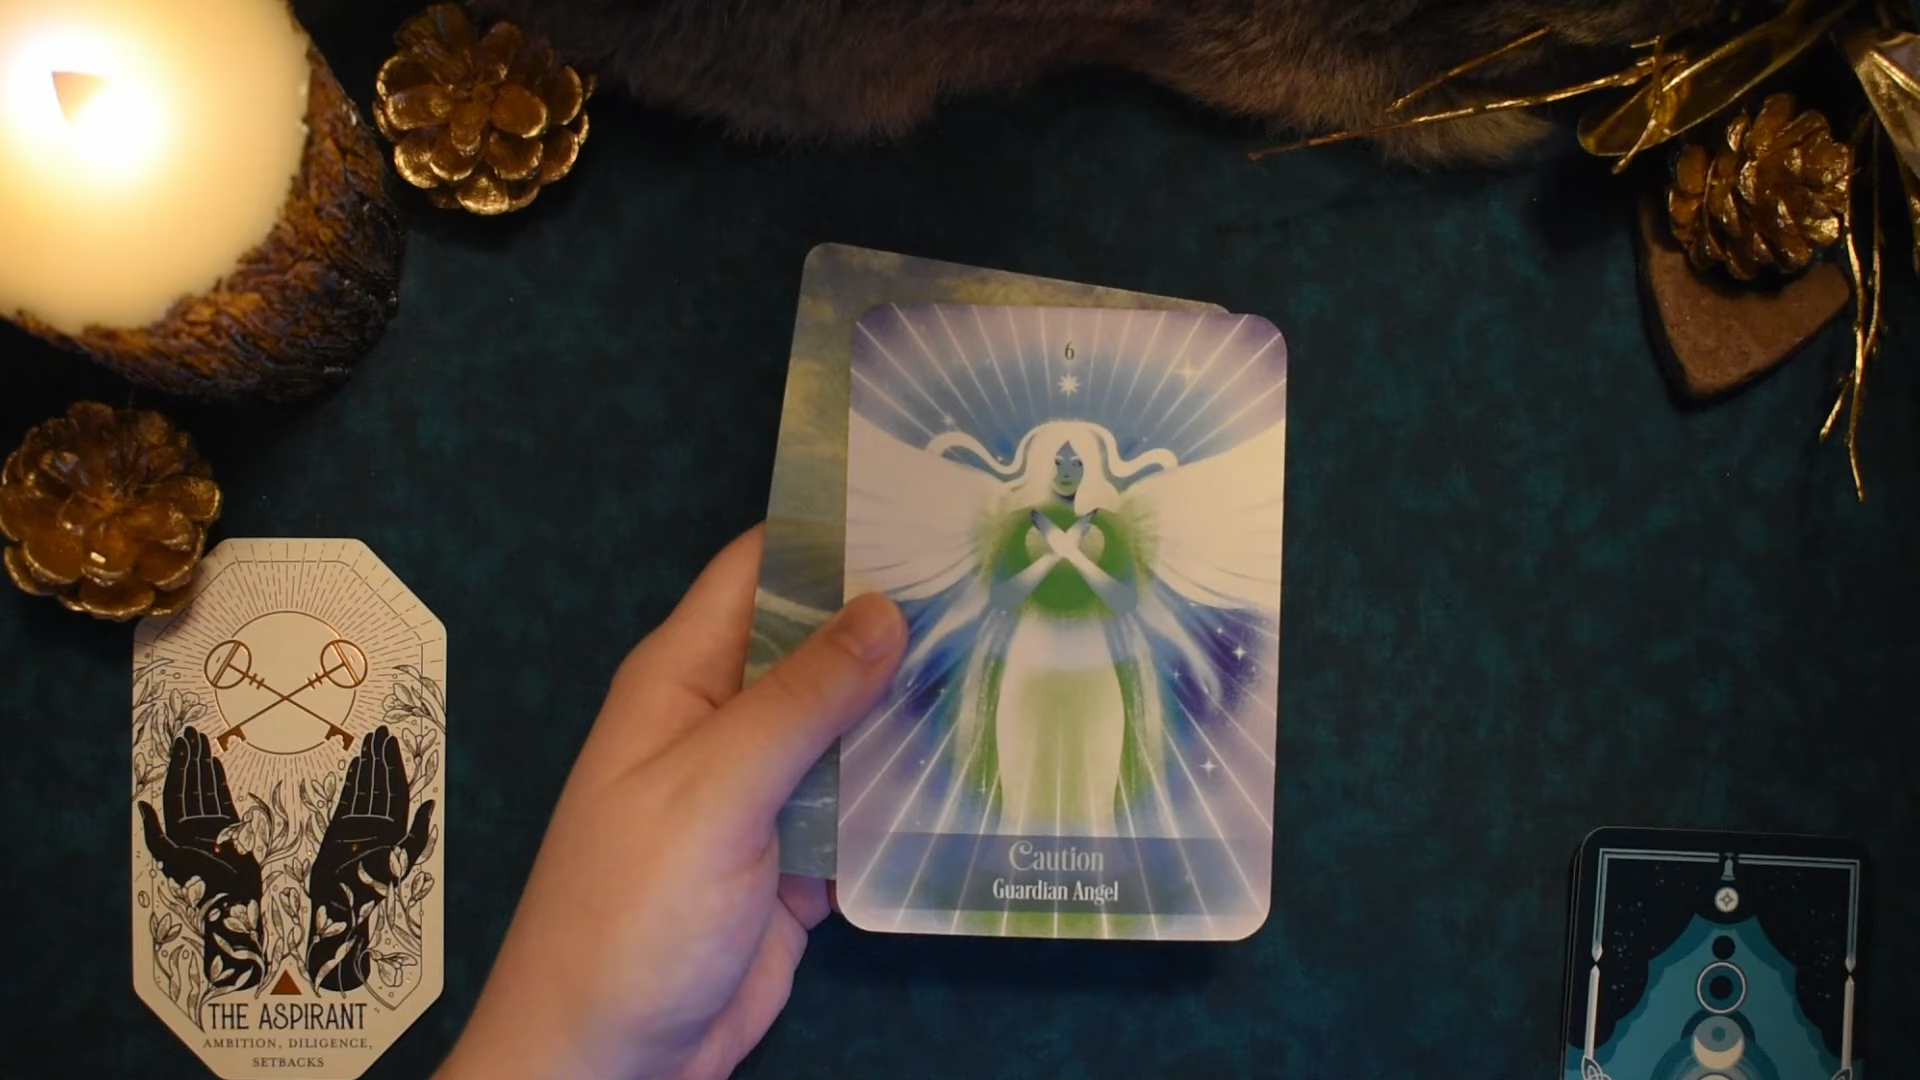 6
Caution
Guardian Angel
THE ASPIRANT
AMBITION, DILIGENCE,
SETBACKS